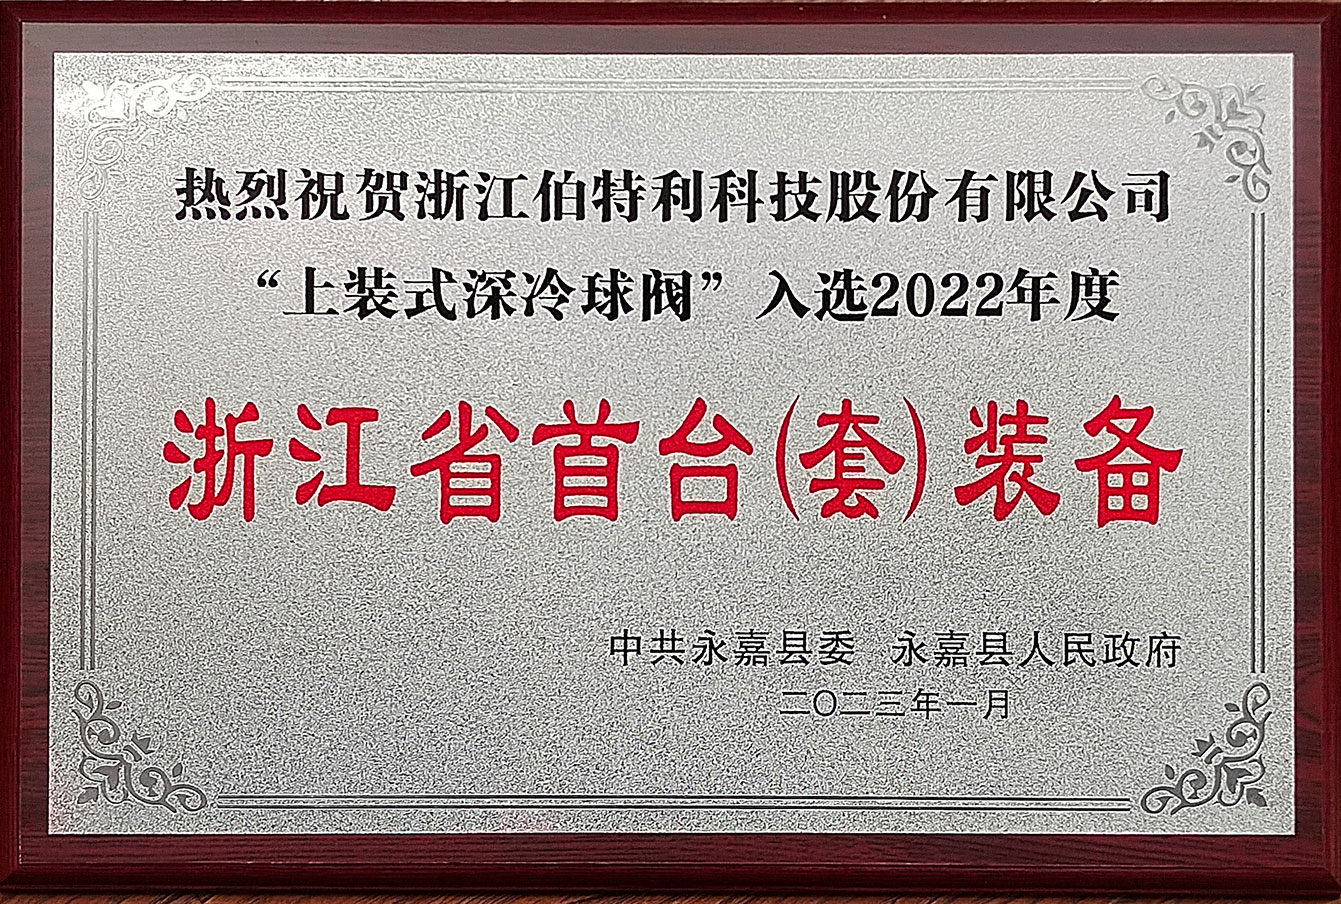 热烈祝贺浙江伯特利科技股份有限公司
“上装式深冷球阀”入选2022年度
浙江省首台(套)装备
中共永嘉县委 永嘉县人民政府
二〇二三年一月